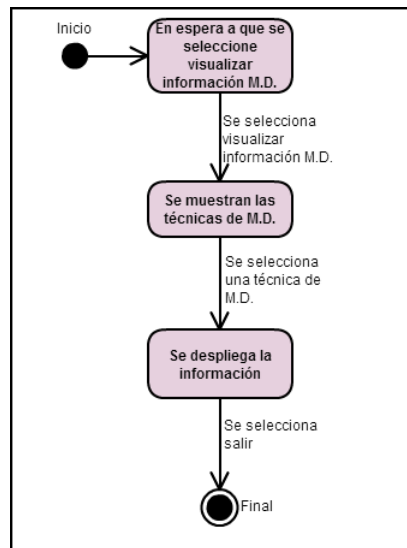 Inicio
En espera a que se
seleccione
visualizar
información M.D.
Se selecciona
visualizar
información M.D.
Se muestran las
técnicas de M.D.
Se selecciona
una técnica de
M.D.
Se despliega la
información
Se selecciona
salir
Final